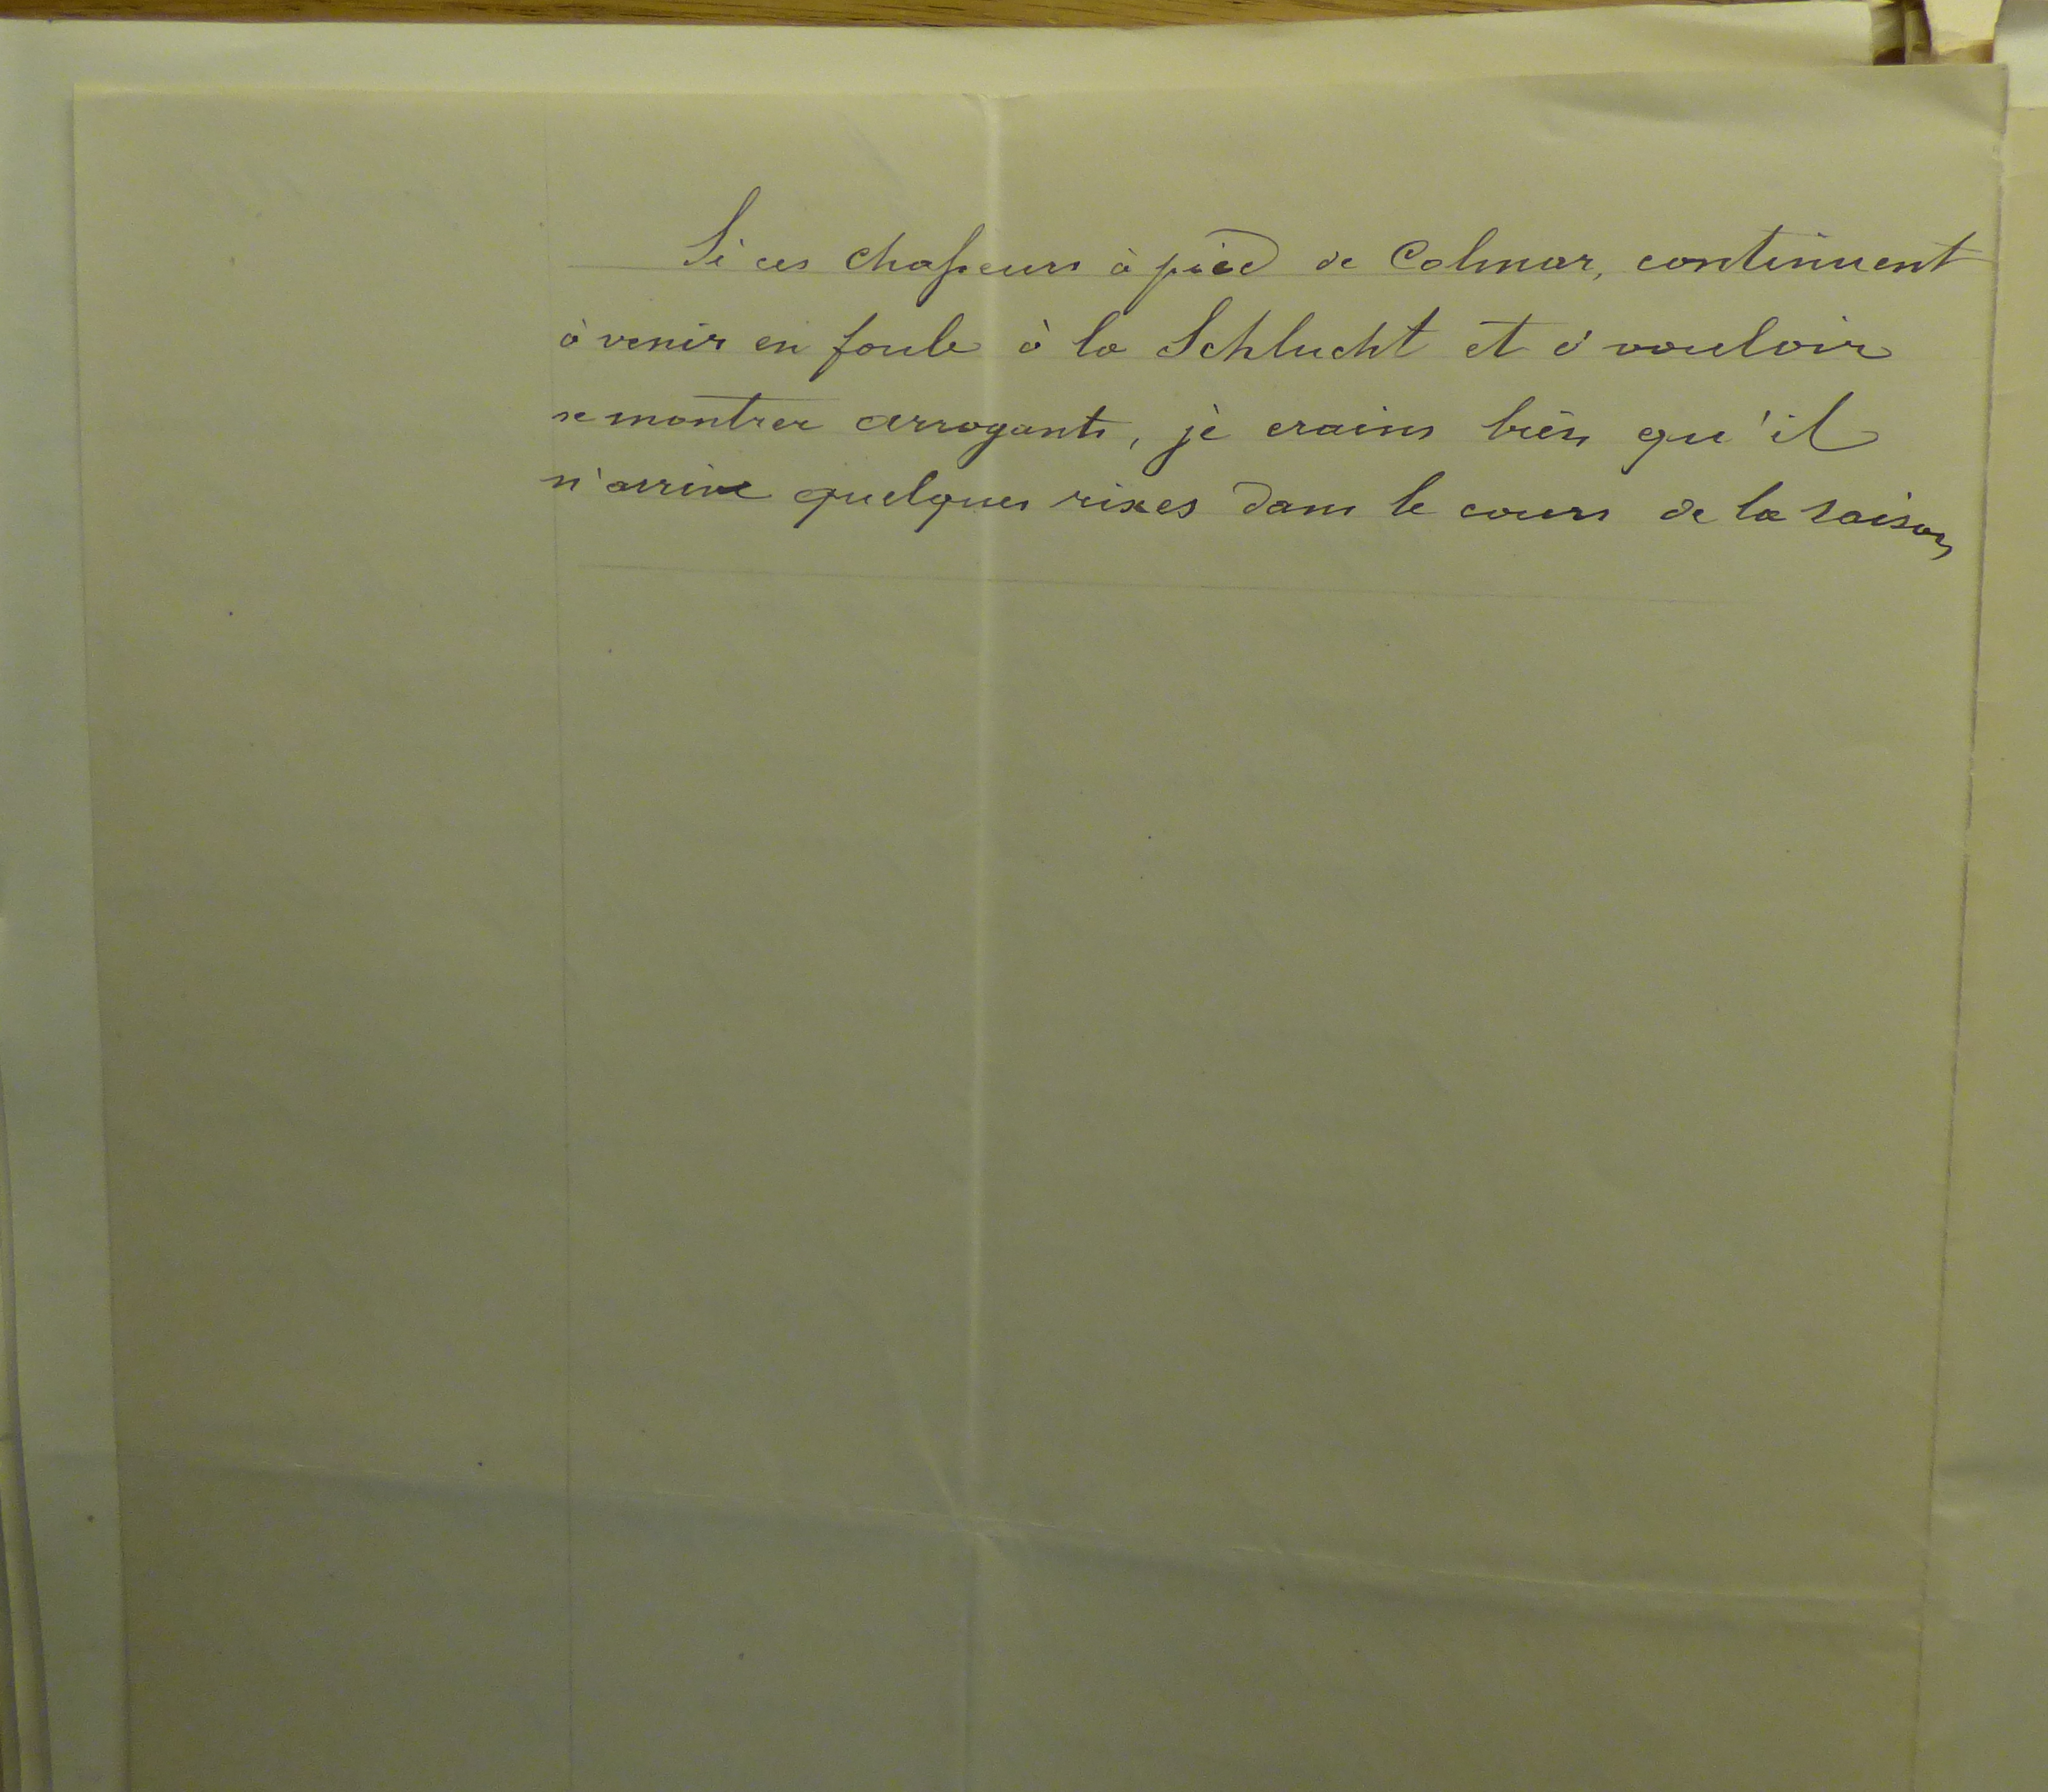 Si ces chasseurs à pied de Colmar, continuent
à venir en foule à la Schlucht et à vouloir
se montrer arrogants, je crains bien qu'il
n'arrive quelques rixes dans le cours de la saison